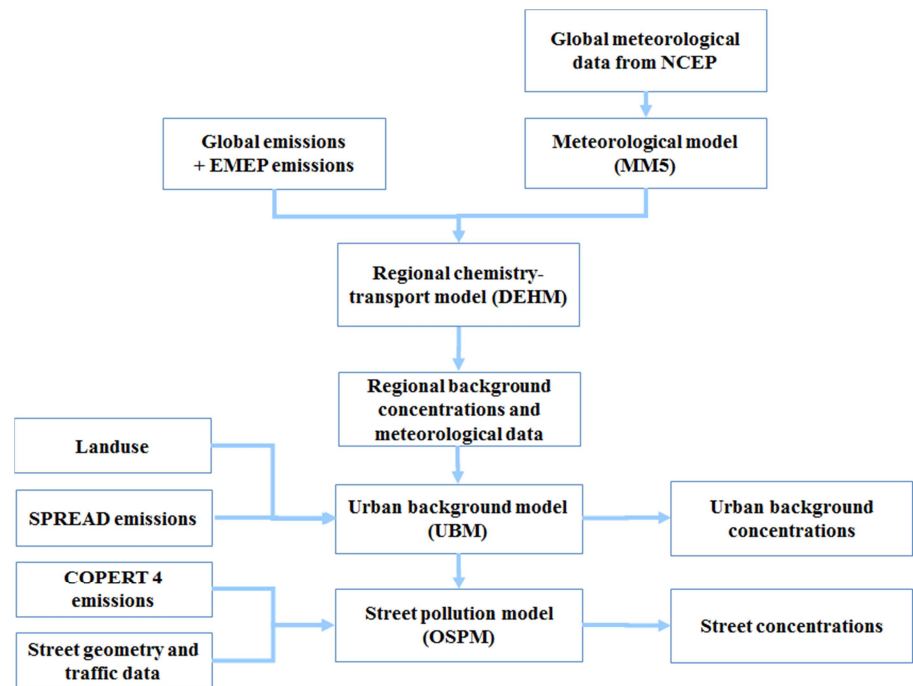 Global meteorological
data from NCEP
Global emissions
+ EMEP emissions
Meteorological model
(MM5)
Regional chemistry-
transport model (DEHM)
Regional background
concentrations and
meteorological data
Landuse
SPREAD emissions
Urban background model
(UBM)
Urban background
concentrations
COPERT 4
emissions
Street geometry and
traffic data
Street pollution model
(OSPM)
Street concentrations